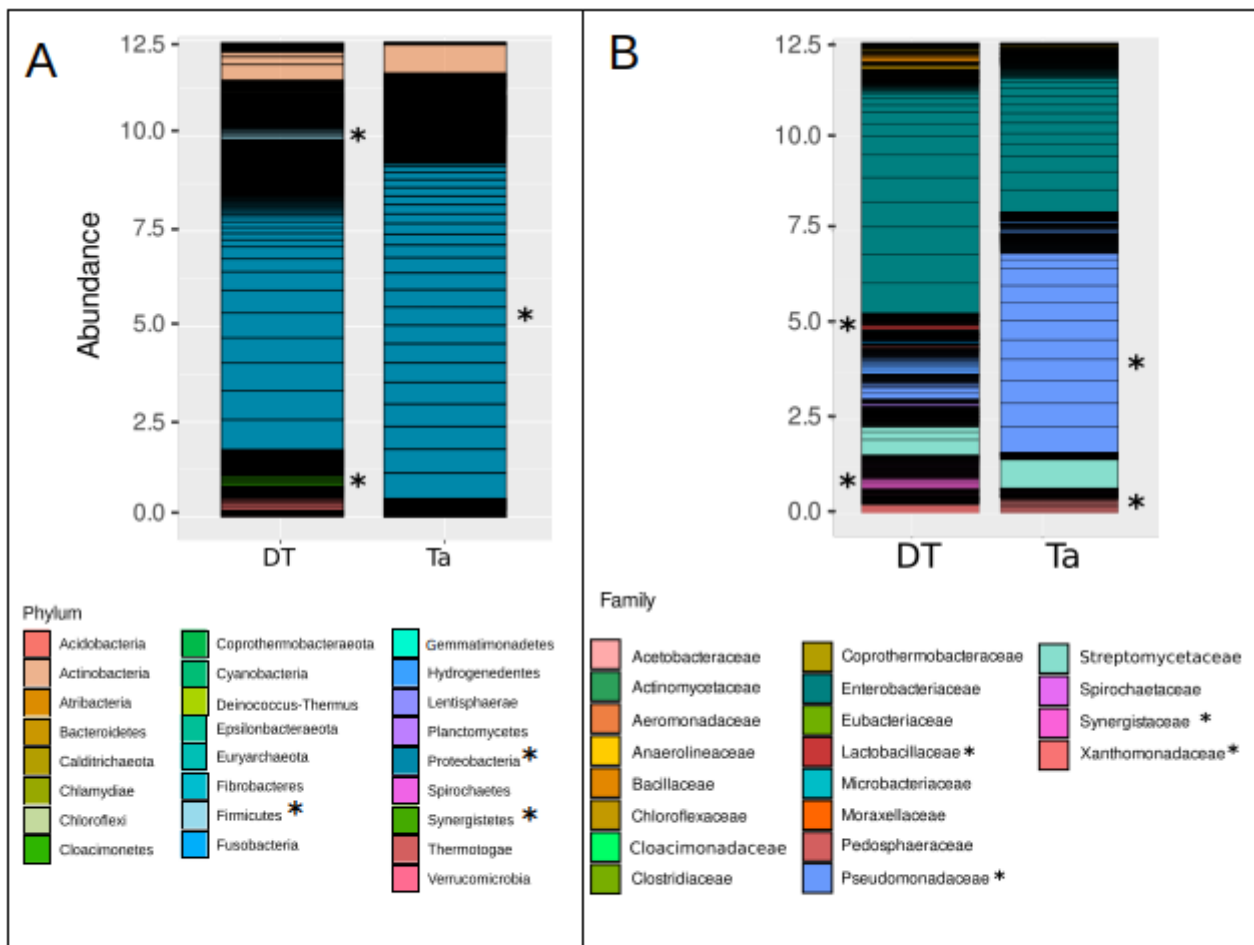 A
Abundance
12.5
10.0
7.5
5.0
2.5
0.0
*
*
*
DT Ta
Phylum
Acidobacteria
Actinobacteria
Atribacteria
Bacteroidetes
Calditrichaeota
Chlamydiae
Chloroflexi
Cloacimonetes
Coprothermobacteraeota
Cyanobacteria
Deinococcus-Thermus
Epsilonbacteraeota
Euryarchaeota
Fibrobacteres
Firmicutes *
Fusobacteria
Gemmatimonadetes
Hydrogenedentes
Lentisphaerae
Planctomycetes
Proteobacteria *
Spirochaetes
Synergistetes *
Thermotogae
Verrucomicrobia
B
12.5
10.0
7.5
5.0
2.5
0.0
*
*
*
*
DT Ta
Family
Acetobacteraceae
Actinomycetaceae
Aeromonadaceae
Anaerolineaceae
Bacillaceae
Chloroflexaceae
Cloacimonadaceae
Clostridiaceae
Coprothermobacteraceae
Enterobacteriaceae
Eubacteriaceae
Lactobacillaceae *
Microbacteriaceae
Moraxellaceae
Pedosphaeraceae
Pseudomonadaceae *
Streptomycetaceae
Spirochaetaceae
Synergistaceae *
Xanthomonadaceae *